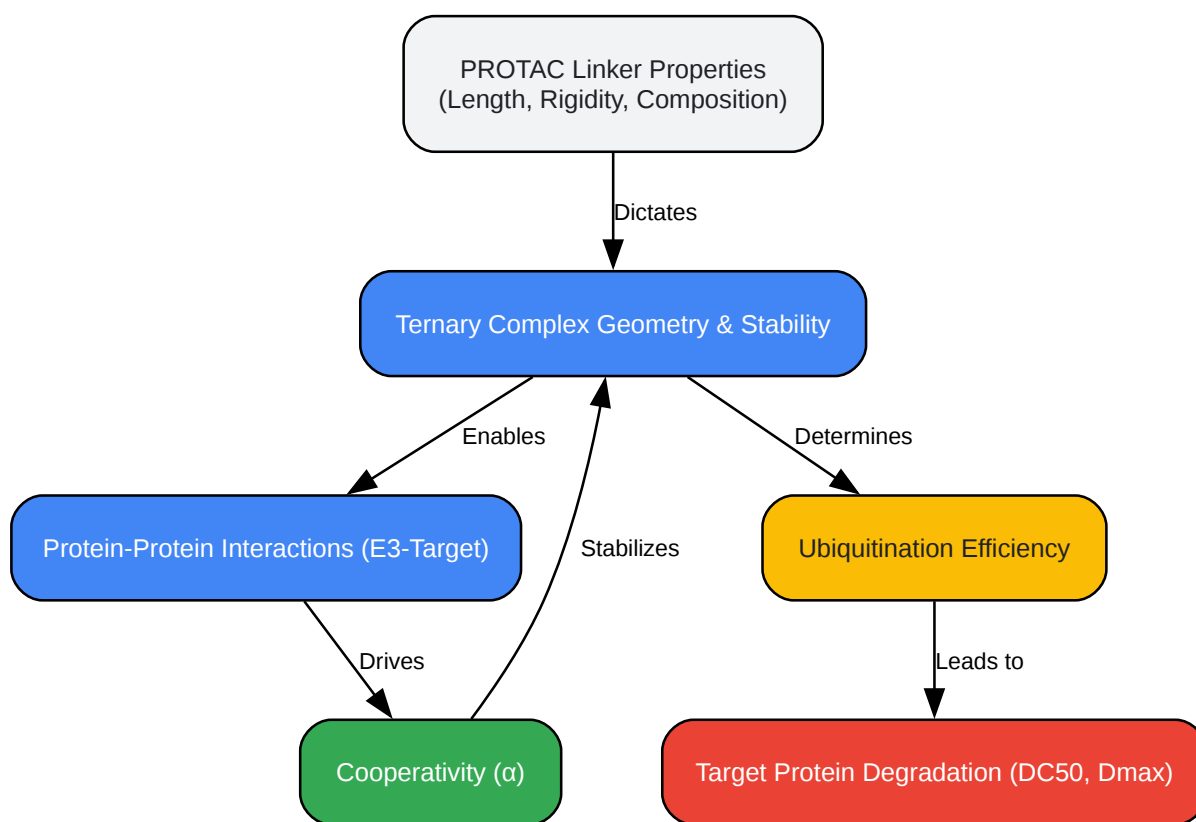 PROTAC Linker Properties
(Length, Rigidity, Composition)
Dictates
Ternary Complex Geometry & Stability
Enables
Determines
Protein-Protein Interactions (E3-Target)
Stabilizes
Ubiquitination Efficiency
Drives
Leads to
Cooperativity (α)
Target Protein Degradation (DC50, Dmax)